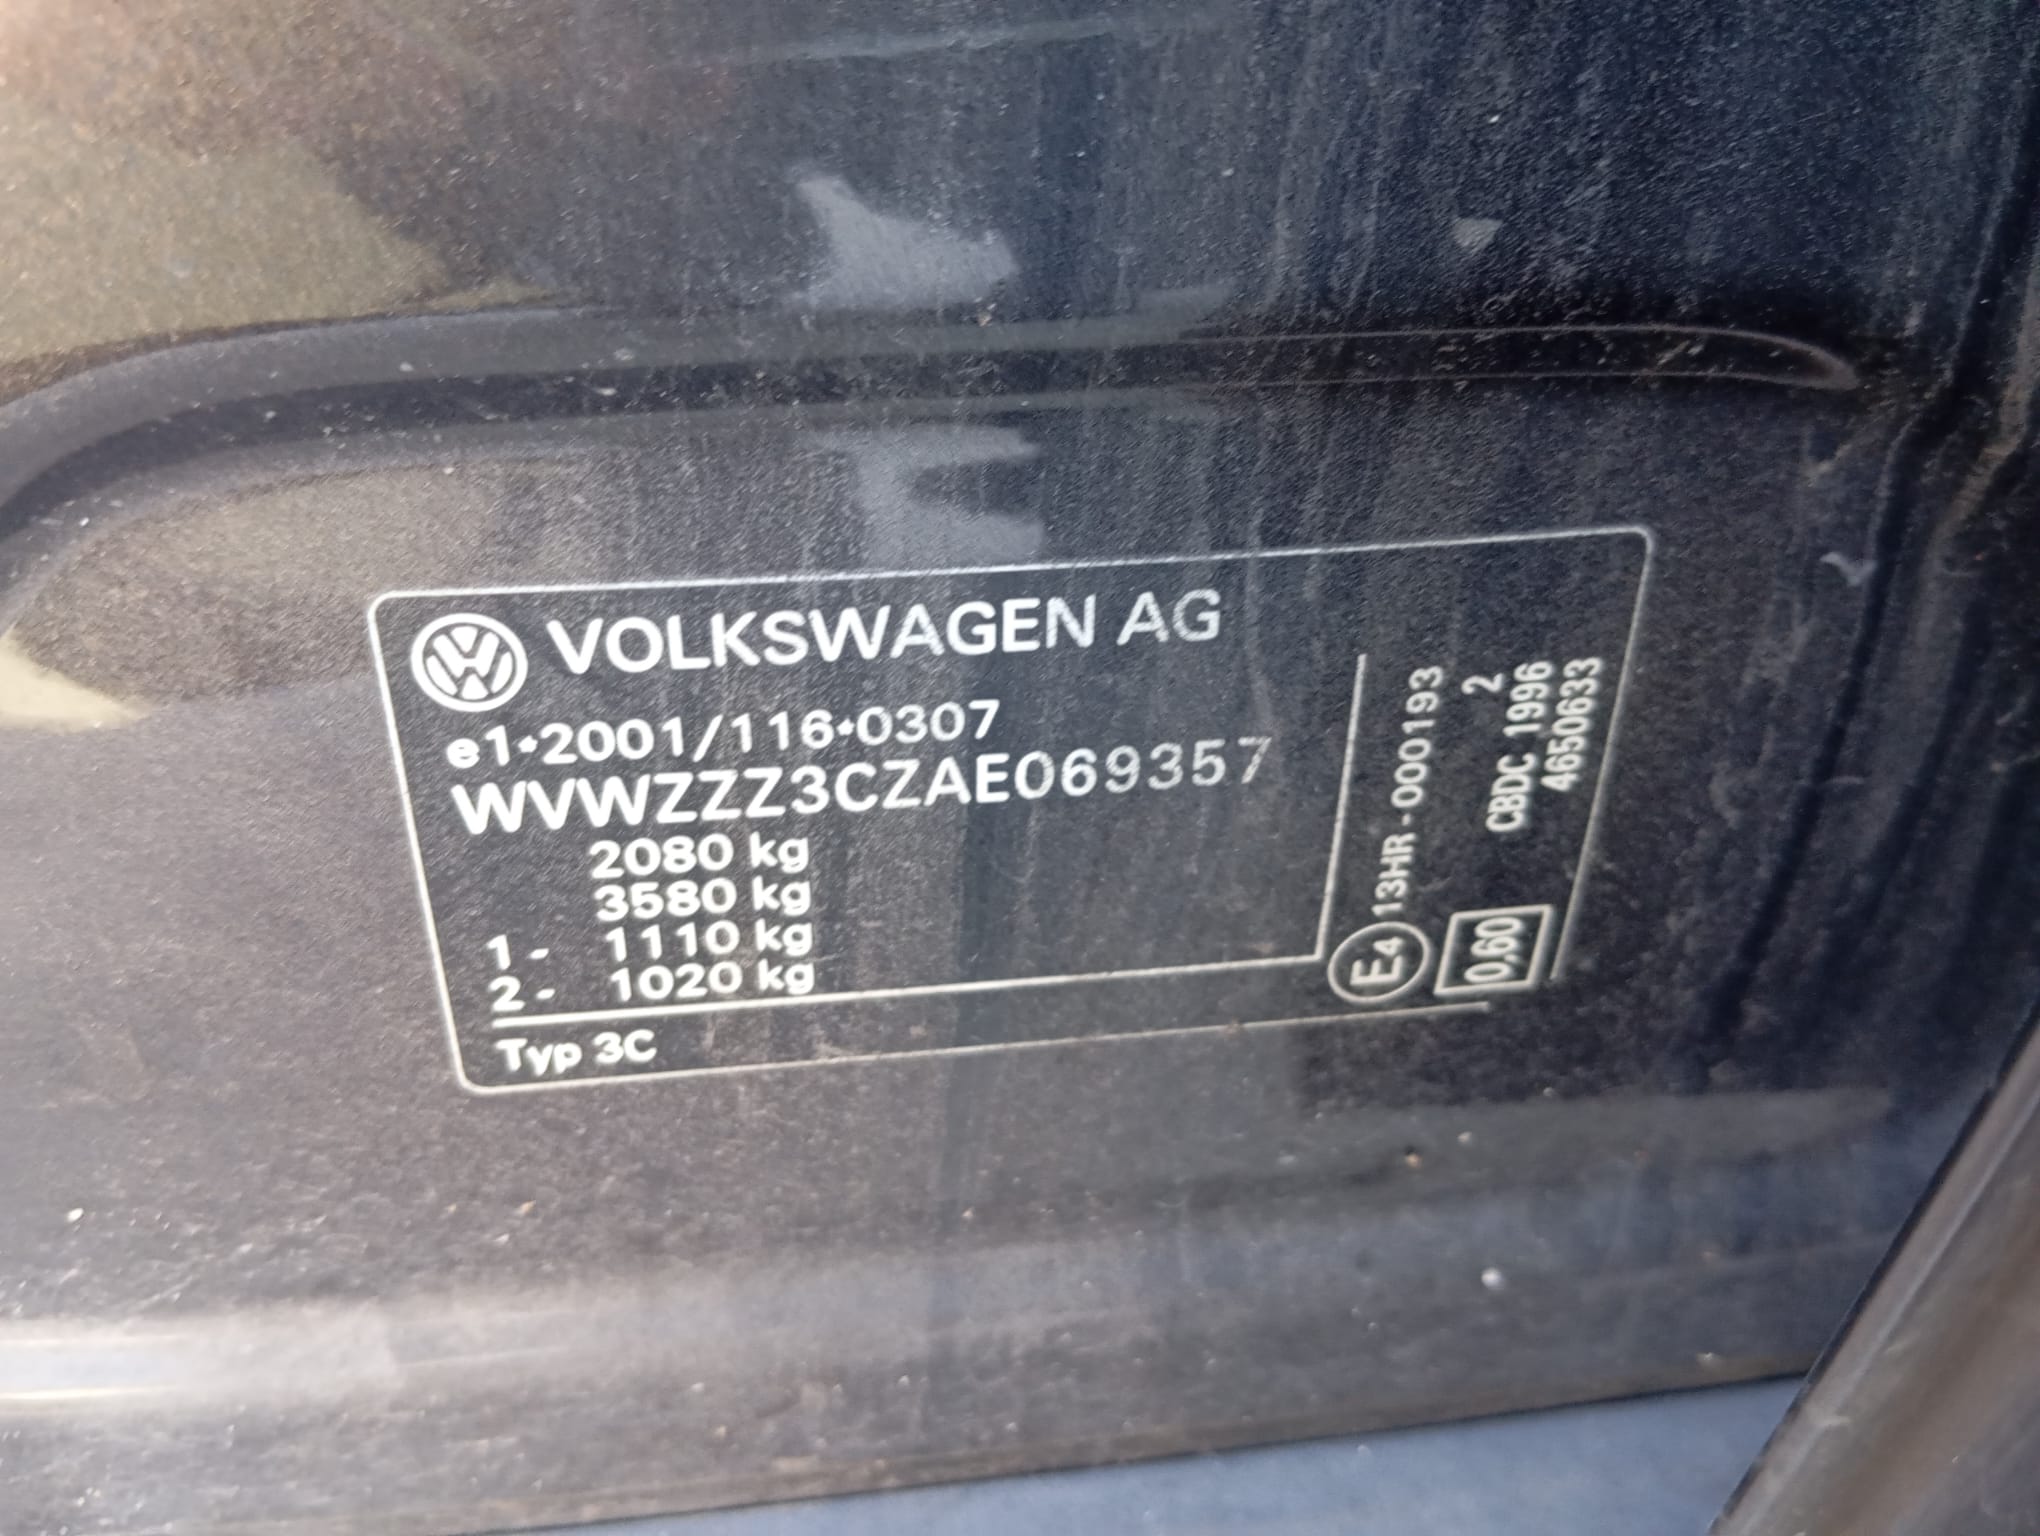 VOLKSWAGEN AG
e1*2001/116*0307
WVWZZZ3CZAE069357
2080 kg
3580 kg
1 - 1110 kg
2 - 1020 kg
Typ 3C
E4 13HR-000193
0,60
2
CBDC 1996
4650633